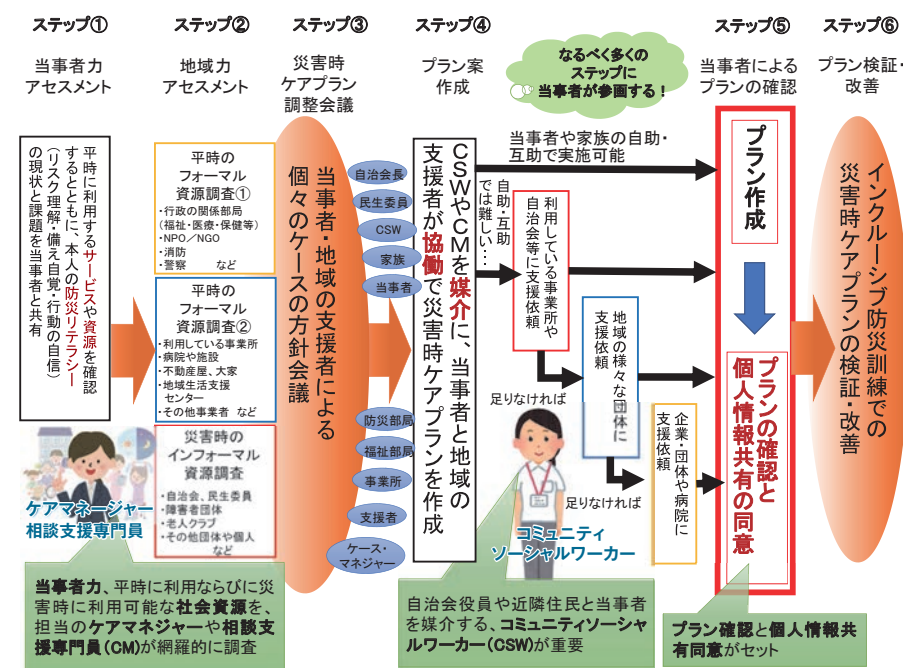 ステップ①
当事者力
アセスメント
平時に利用するサービスや資源を確認
するとともに、本人の防災リテラシー
（リスク理解・備え自覚・行動の自信）
の現状と課題を当事者と共有
ケアマネージャー
相談支援専門員
当事者力、平時に利用ならびに災
害時に利用可能な社会資源を、
担当のケアマネジャーや相談支
援専門員（CM）が網羅的に調査
ステップ②
地域力
アセスメント
平時の
フォーマル
資源調査①
・行政の関係部局
（福祉・医療・保健等）
・NPO／NGO
・消防
・警察　など
平時の
フォーマル
資源調査②
・利用している事業所
・病院や施設
・不動産屋、大家
・地域生活支援
センター
・その他事業者　など
災害時の
インフォーマル
資源調査
・自治会、民生委員
・障害者団体
・老人クラブ
・その他団体や個人
など
ステップ③
災害時
ケアプラン
調整会議
当事者・地域の支援者による
個々のケースの方針会議
自治会長
民生委員
CSW
家族
当事者
防災部局
福祉部局
事業所
支援者
ケース・
マネジャー
ステップ④
プラン案
作成
CSWやCMを媒介に、当事者と地域の
支援者が協働で災害時ケアプランを作成
なるべく多くの
ステップに
当事者が参画する！
当事者や家族の自助・
互助で実施可能
自助・互助
では難しい…
利用している事業所や
自治会等に支援依頼
足りなければ
地域の様々な団体に
支援依頼
足りなければ
企業・団体や病院に
支援依頼
コミュニティ
ソーシャルワーカー
自治会役員や近隣住民と当事者
を媒介する、コミュニティソーシャ
ルワーカー（CSW）が重要
ステップ⑤
当事者による
プランの確認
プラン作成
プランの確認と
個人情報共有の同意
プラン確認と個人情報共
有同意がセット
ステップ⑥
プラン検証・
改善
インクルーシブ防災訓練での
災害時ケアプランの検証・改善